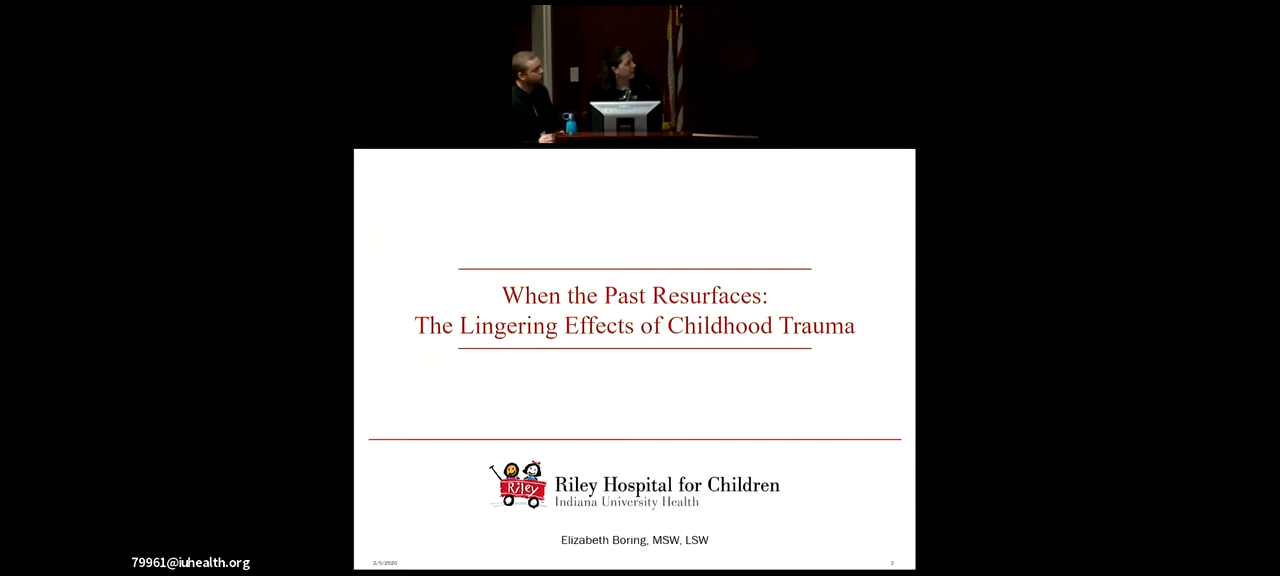 When the Past Resurfaces:
The Lingering Effects of Childhood Trauma
Riley
Riley Hospital for Children
Indiana University Health
Elizabeth Boring, MSW, LSW
2/5/2020
2
79961@iuhealth.org